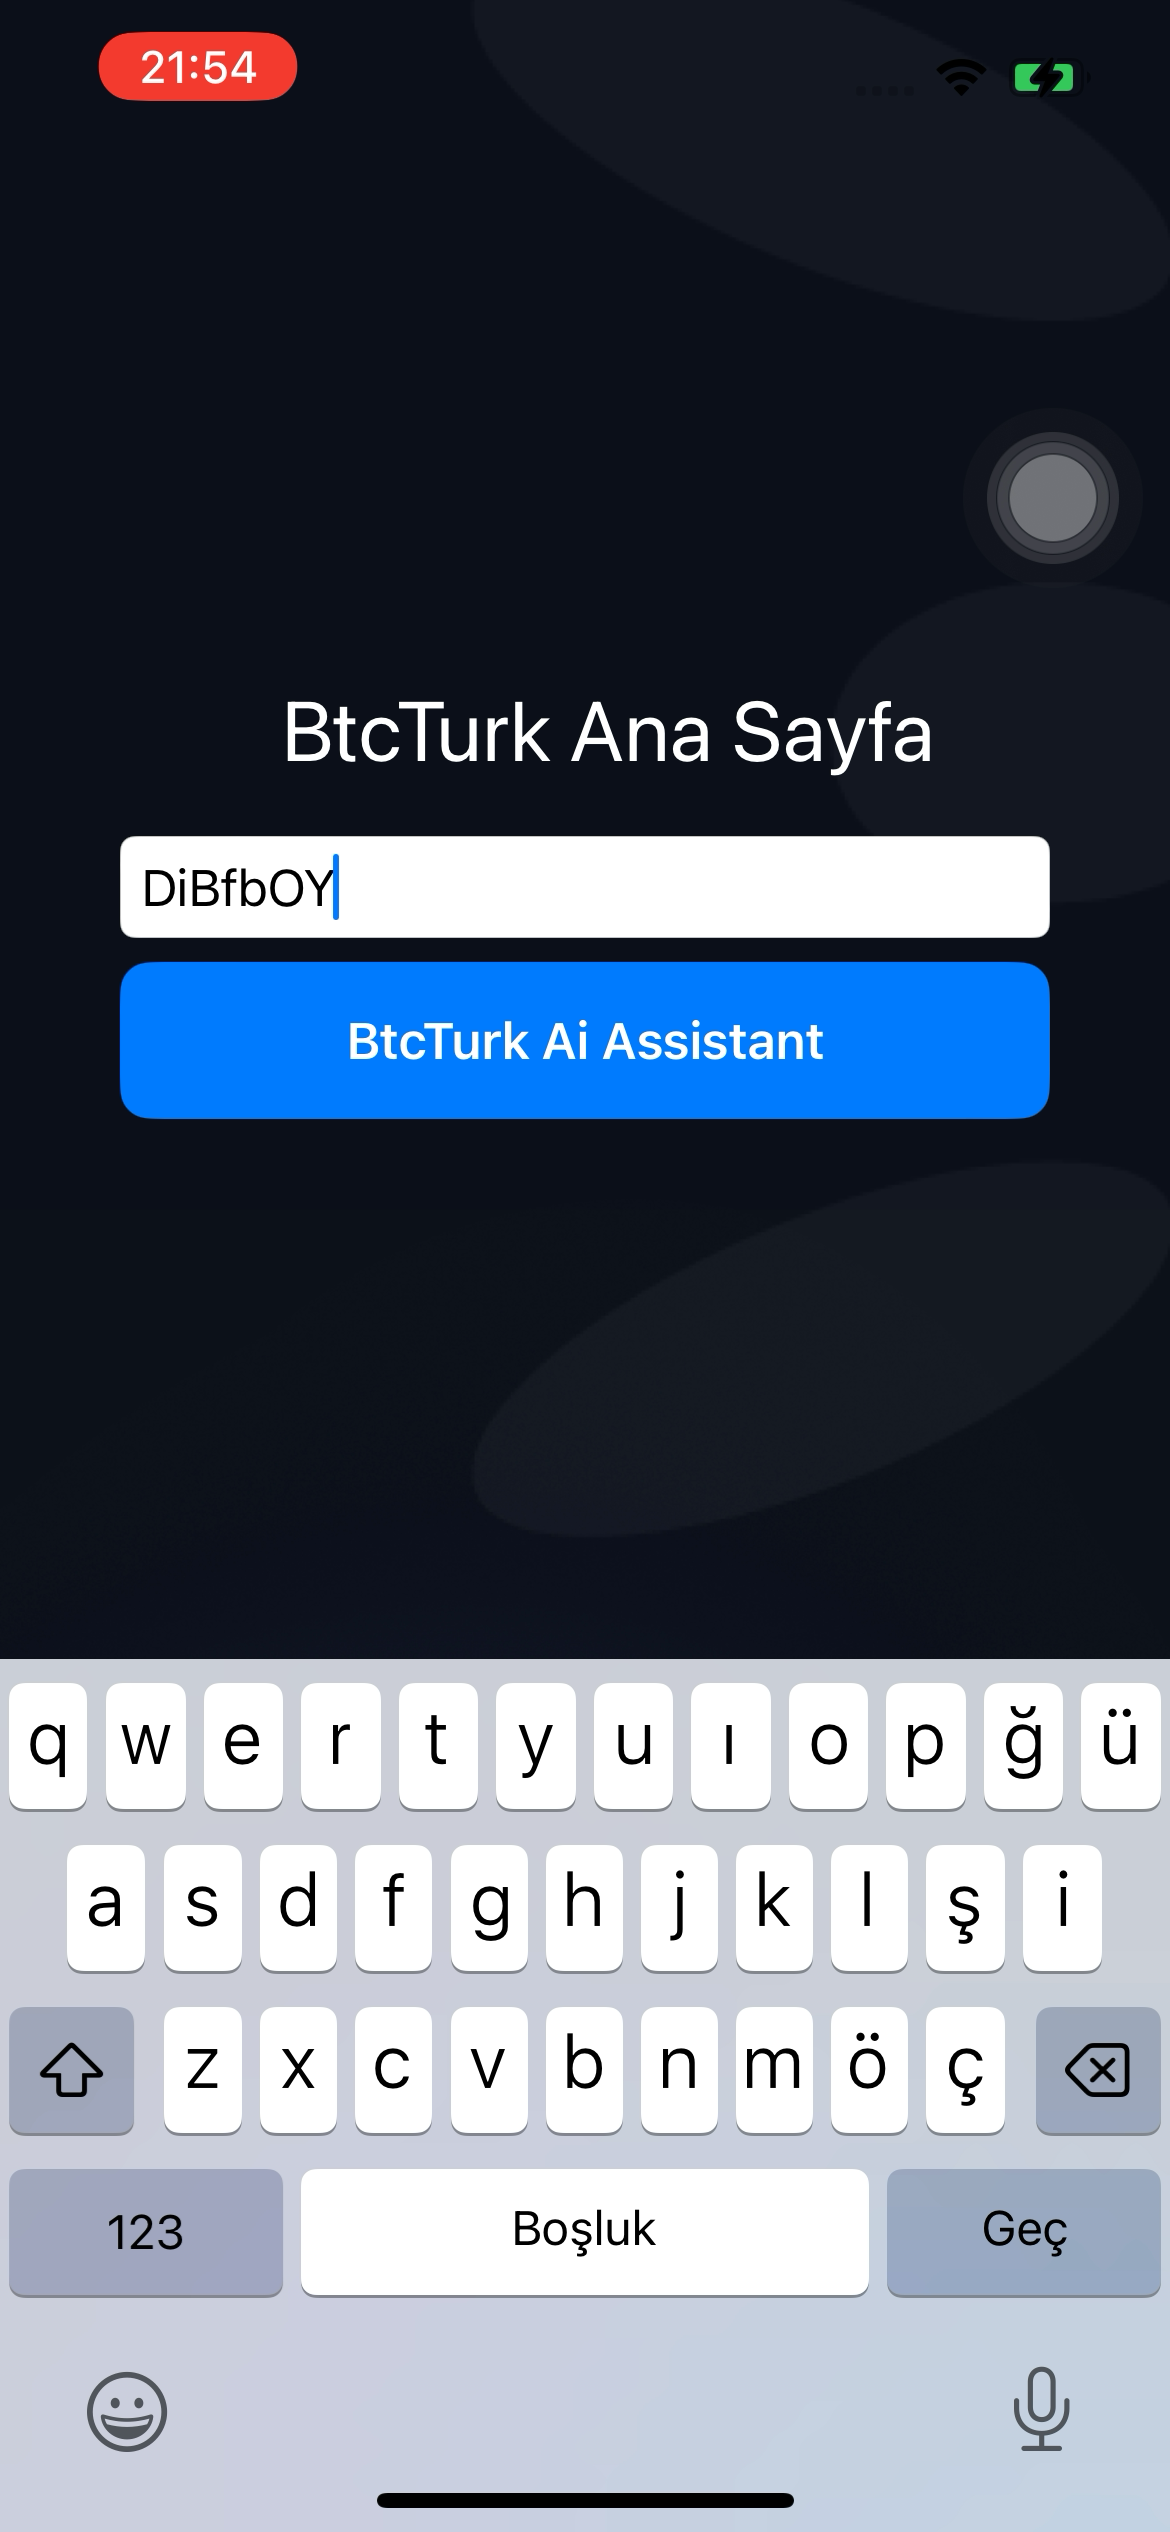 21:54
BtcTurk Ana Sayfa
DiBfbOY
BtcTurk Ai Assistant
q w e r t y u ı o p ğ ü
a s d f g h j k l ş i
z x c v b n m ö ç
123 Boşluk Geç